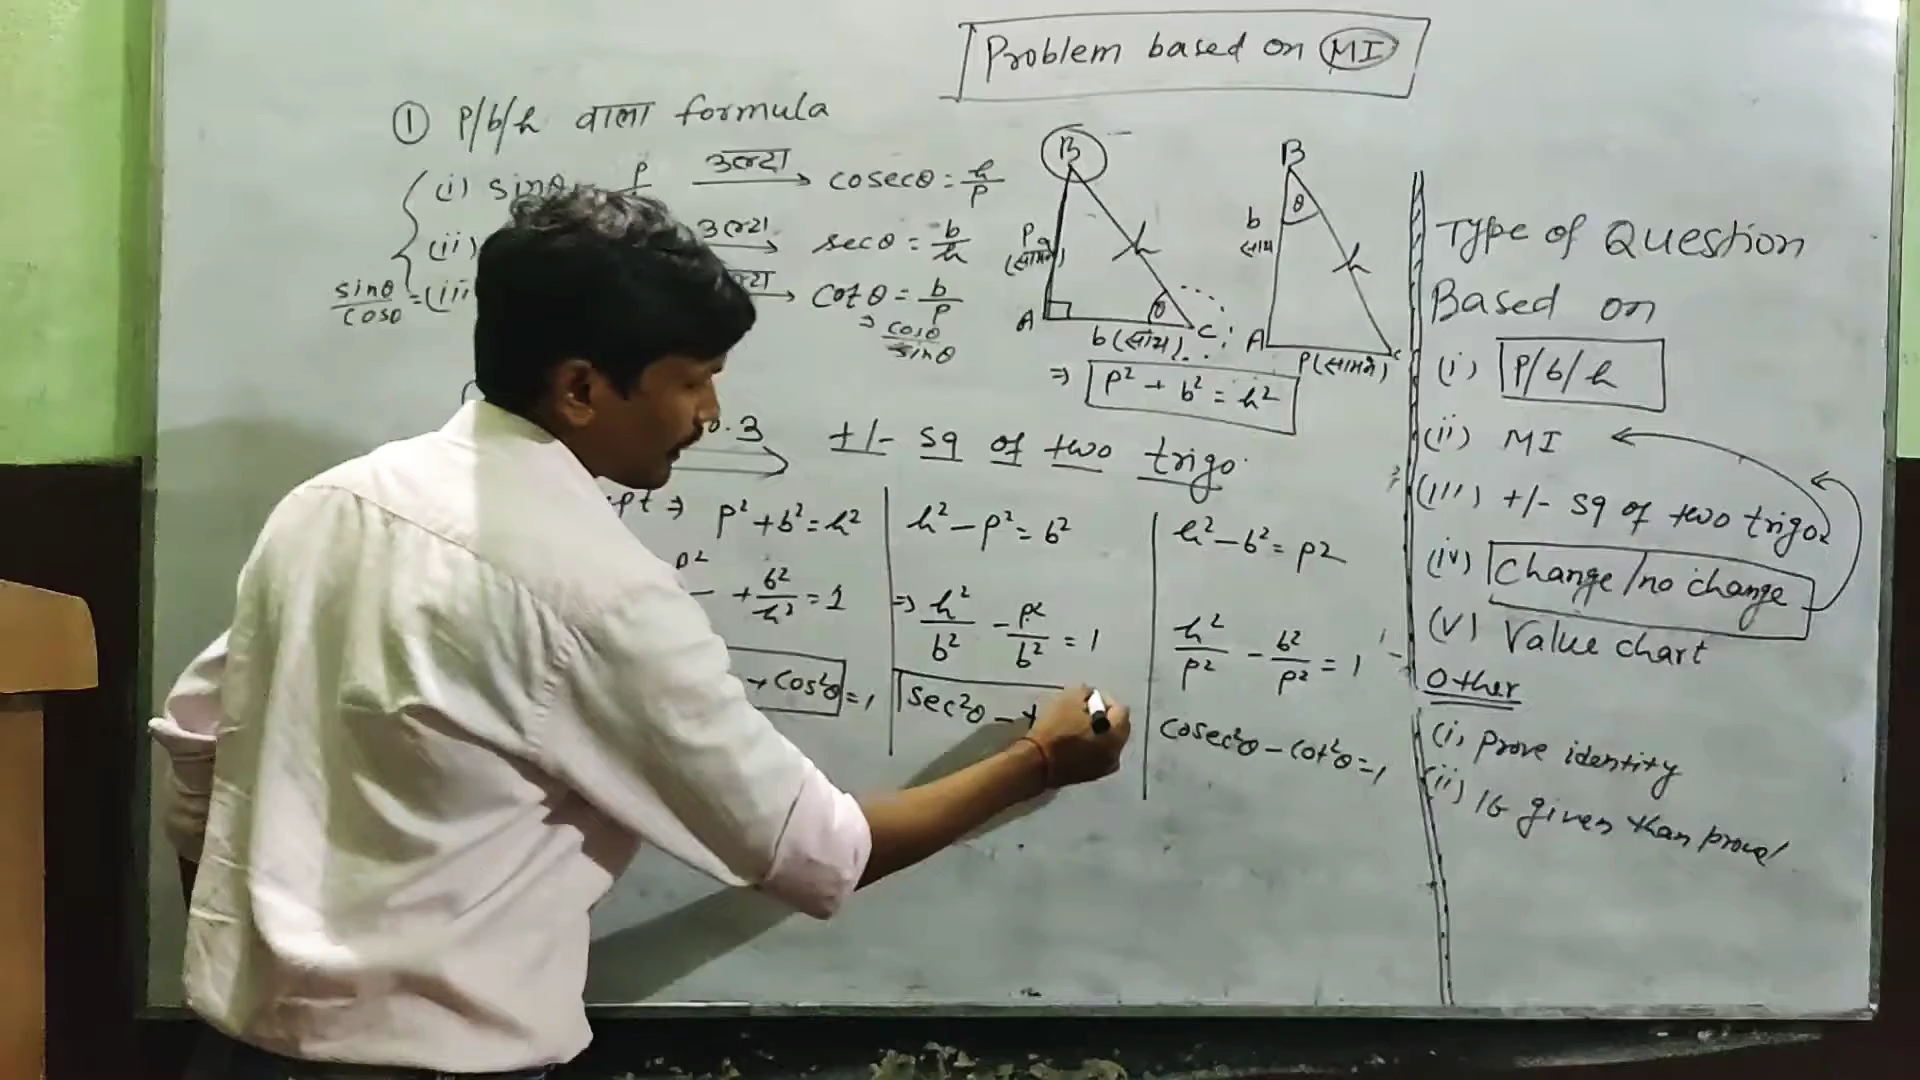 Problem based on MI
① P/b/h वाला formula
(i) sinθ = P उल्टा cosecθ = h/p
(ii) उल्टा secθ = b/h
sinθ/cosθ = (iii) cotθ = b/p
⇒ cosθ/sinθ
B
P
(सामने)
h
θ
A
b (साथ)
C
⇒ p² + b² = h²
B
θ
b
साथ
h
A
P (सामने)
C
.3 +/- sq of two trigo.
pt ⇒ p² + b² = h²
+ b²/h² = 1
+ cos²θ = 1
h² - p² = b²
⇒ h²/b² - p²/b² = 1
sec²θ -
h² - b² = p2
h²/p² - b²/p² = 1
cosec²θ - cot²θ = 1
Type of Question
Based on
(i) P/b/h
(ii) MI
(iii) +/- sq of two trigo
(iv) Change/no change
(v) Value chart
Other
(i) prove identity
(ii) given than